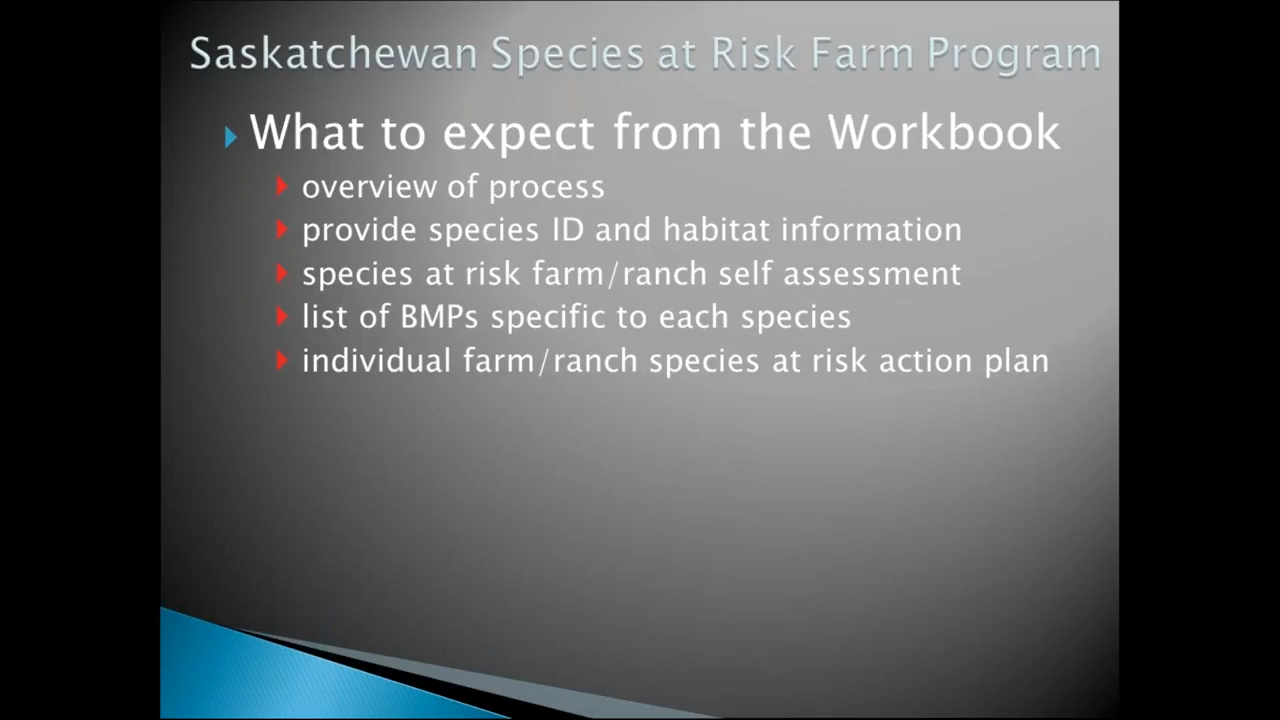 Saskatchewan Species at Risk Farm Program
What to expect from the Workbook
overview of process
provide species ID and habitat information
species at risk farm/ranch self assessment
list of BMPs specific to each species
individual farm/ranch species at risk action plan